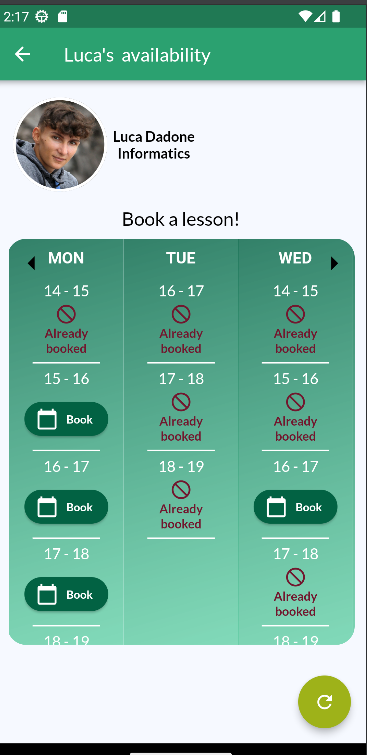 2:17
Luca's availability
Luca Dadone
Informatics
Book a lesson!
MON
14 - 15
Already
booked
15 - 16
Book
16 - 17
Book
17 - 18
Book
18 - 19
TUE
16 - 17
Already
booked
17 - 18
Already
booked
18 - 19
Already
booked
WED
14 - 15
Already
booked
15 - 16
Already
booked
16 - 17
Book
17 - 18
Already
booked
18 - 19